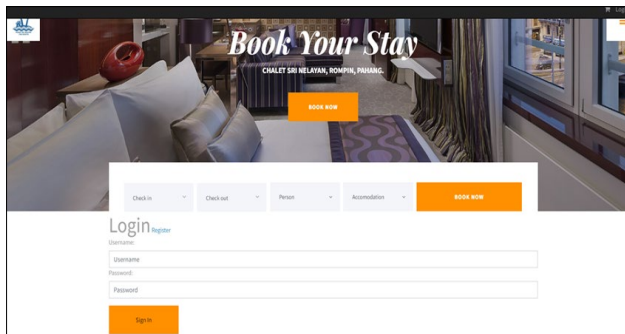 Log
Book Your Stay
CHALET SRI NELAYAN, ROMPIN, PAHANG.
BOOK NOW
Check in Check out Person Accomodation BOOK NOW
Login Register
Username:
Username
Password:
Password
Sign In